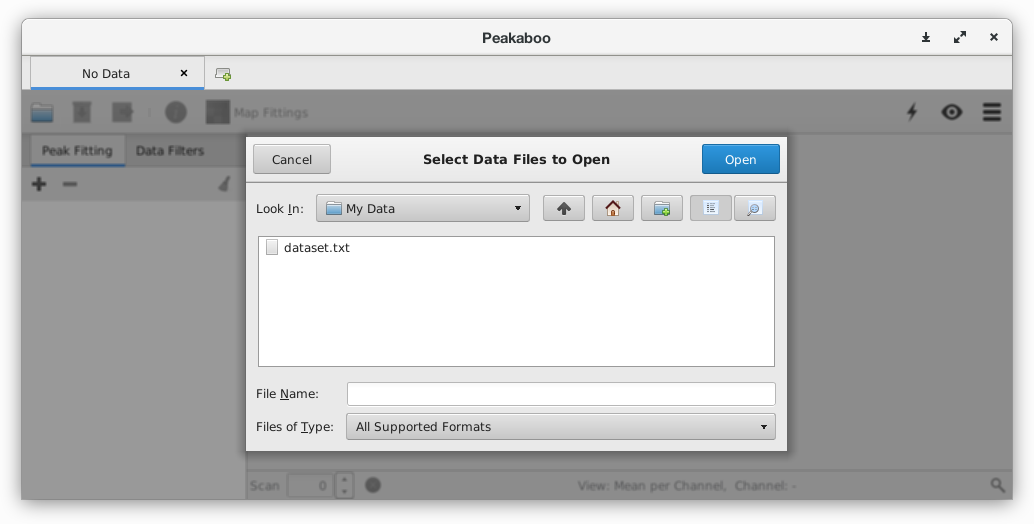 Peakaboo
No Data
Map Fittings
Peak Fitting Data Filters
Cancel Select Data Files to Open Open
Look In: My Data
dataset.txt
File Name:
Files of Type: All Supported Formats
Scan 0 View: Mean per Channel, Channel: -